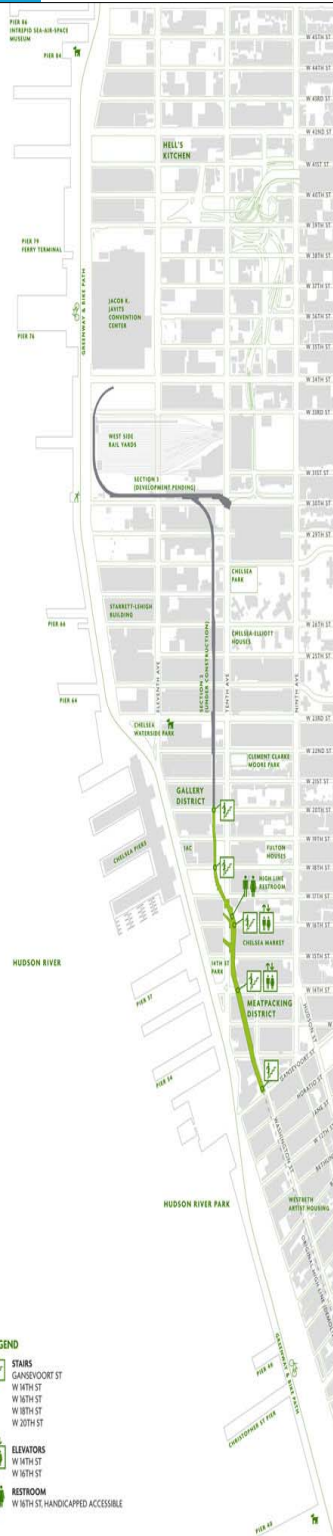 PIER 86
INTREPID SEA-AIR-SPACE
MUSEUM
PIER 84
W 45TH ST
W 44TH ST
W 43RD ST
W 42ND ST
HELL'S
KITCHEN
W 41ST ST
W 40TH ST
W 39TH ST
PIER 79
FERRY TERMINAL
W 38TH ST
W 37TH ST
GREENWAY & BIKE PATH
JACOB K.
JAVITS
CONVENTION
CENTER
W 36TH ST
PIER 76
W 35TH ST
W 34TH ST
W 33RD ST
WEST SIDE
RAIL YARDS
W 31ST ST
SECTION 3
(DEVELOPMENT PENDING)
W 30TH ST
W 29TH ST
CHELSEA
PARK
STARRETT-LEHIGH
BUILDING
PIER 66
W 26TH ST
CHELSEA-ELLIOTT
HOUSES
W 25TH ST
ELEVENTH AVE
SECTION 2
(UNDER CONSTRUCTION)
TENTH AVE
NINTH AVE
PIER 64
W 23RD ST
CHELSEA
WATERSIDE PARK
W 22ND ST
CLEMENT CLARKE
MOORE PARK
W 21ST ST
GALLERY
DISTRICT
W 20TH ST
W 19TH ST
CHELSEA PIERS
IAC
FULTON
HOUSES
W 18TH ST
HIGH LINE
RESTROOM
W 17TH ST
W 16TH ST
CHELSEA MARKET
W 15TH ST
HUDSON RIVER
14TH ST
PARK
W 14TH ST
PIER 57
MEATPACKING
DISTRICT
HUDSON ST
PIER 54
GANSEVOORT ST
HORATIO ST
JANE ST
WASHINGTON ST
W 12TH ST
HUDSON RIVER PARK
WESTBETH
ARTIST HOUSING
GREENWAY & BIKE PATH
CHRISTOPHER ST PIER
PIER 40
GEND
STAIRS
GANSEVOORT ST
W 14TH ST
W 16TH ST
W 18TH ST
W 20TH ST
ELEVATORS
W 14TH ST
W 16TH ST
RESTROOM
W 16TH ST, HANDICAPPED ACCESSIBLE